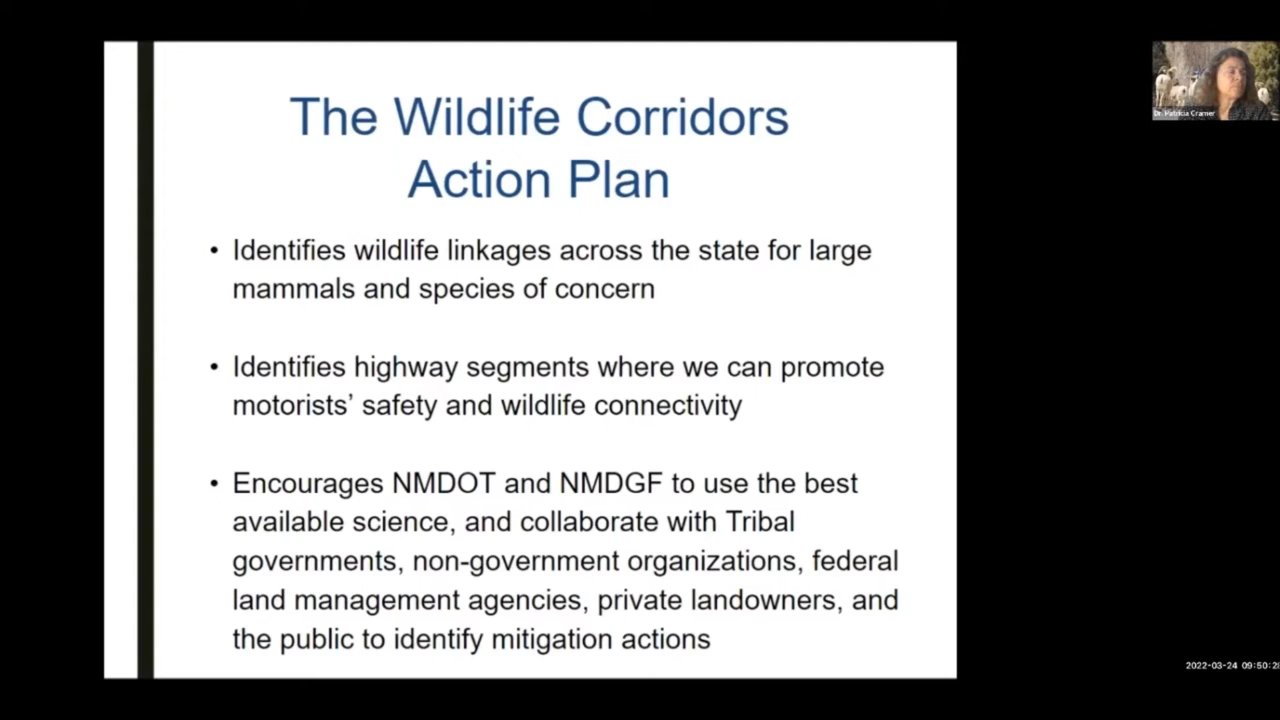 The Wildlife Corridors
Action Plan
• Identifies wildlife linkages across the state for large
mammals and species of concern
• Identifies highway segments where we can promote
motorists’ safety and wildlife connectivity
• Encourages NMDOT and NMDGF to use the best
available science, and collaborate with Tribal
governments, non-government organizations, federal
land management agencies, private landowners, and
the public to identify mitigation actions
Dr. Patricia Cramer
2022-03-24 09:50:28